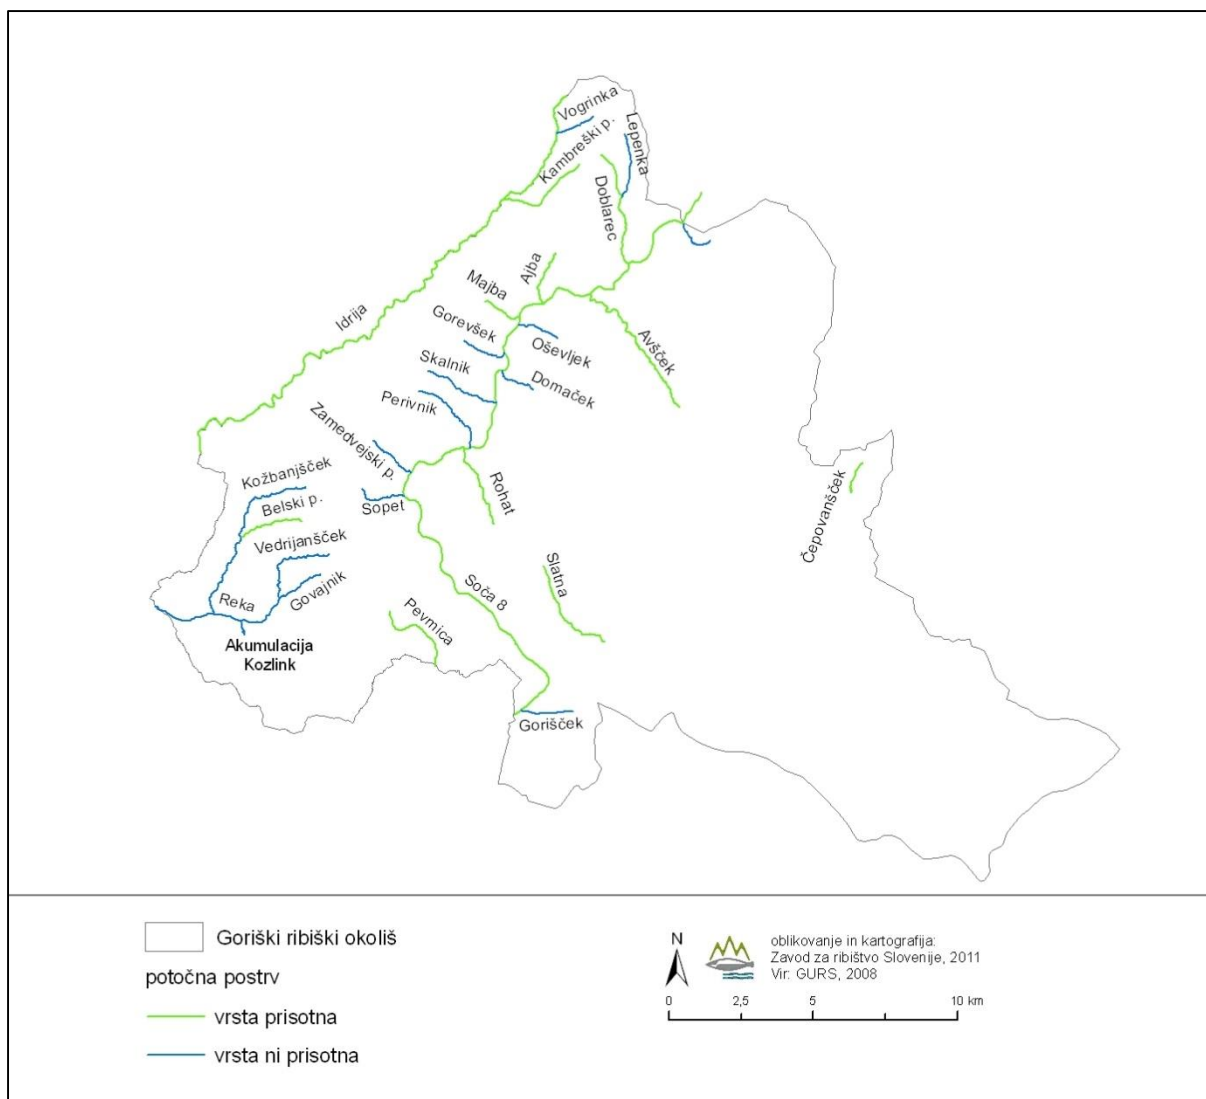 Vogrinka
Lepenka
Kambreški p.
Doblarec
Ajba
Majba
Idrija
Gorevšek
Oševljek
Avšček
Skalnik
Domaček
Perivnik
Zamedvejski p.
Kožbanjšček
Rohat
Belski p.
Sopet
Čepovanšček
Vedrijanšček
Slatna
Soča 8
Govajnik
Reka
Pevmica
Akumulacija
Kozlink
Gorišček
Goriški ribiški okoliš
potočna postrv
vrsta prisotna
vrsta ni prisotna
N
oblikovanje in kartografija:
Zavod za ribištvo Slovenije, 2011
Vir: GURS, 2008
0 2,5 5 10 km